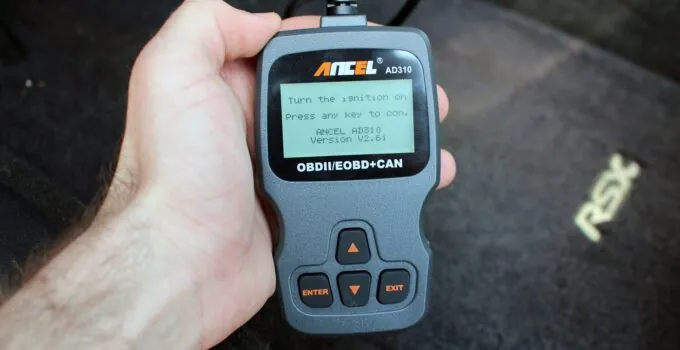 ANCEL® AD310
Turn the ignition on
Press any key to con.
ANCEL AD310
Version V2.61
OBDII/EOBD+CAN
ENTER
EXIT
RSX